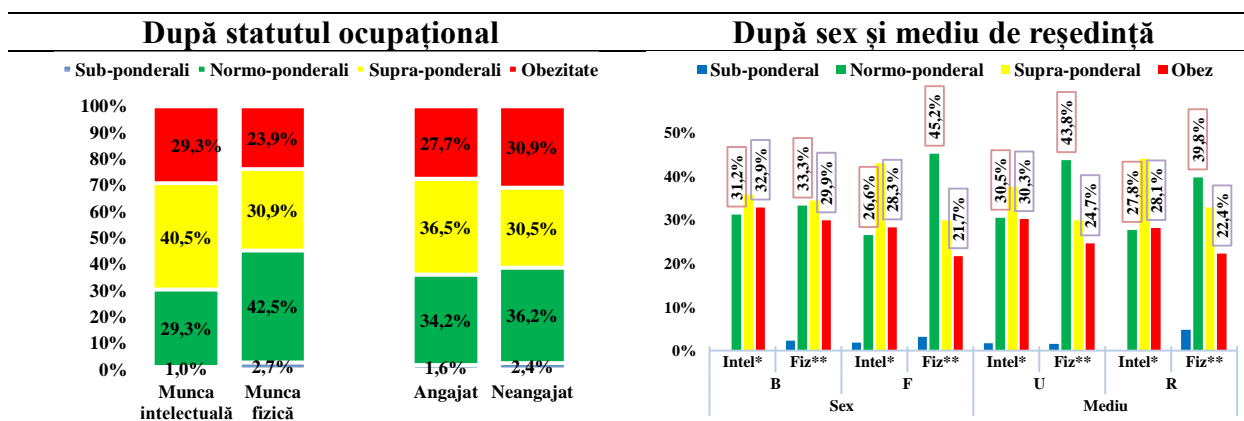 După statutul ocupațional
Sub-ponderali Normo-ponderali Supra-ponderali Obezitate
100%
90%
80%
70%
60%
50%
40%
30%
20%
10%
0%
29,3% 23,9% 27,7% 30,9%
40,5% 30,9% 36,5% 30,5%
29,3% 42,5% 34,2% 36,2%
1,0% 2,7% 1,6% 2,4%
Munca intelectuală
Munca fizică
Angajat
Neangajat
După sex și mediu de reședință
Sub-ponderal Normo-ponderal Supra-ponderal Obez
50%
40%
30%
20%
10%
0%
31,2% 32,9% 33,3% 29,9% 26,6% 28,3% 45,2% 21,7% 30,5% 30,3% 43,8% 24,7% 27,8% 28,1% 39,8% 22,4%
Intel* Fiz** Intel* Fiz** Intel* Fiz** Intel* Fiz**
B F U R
Sex Mediu